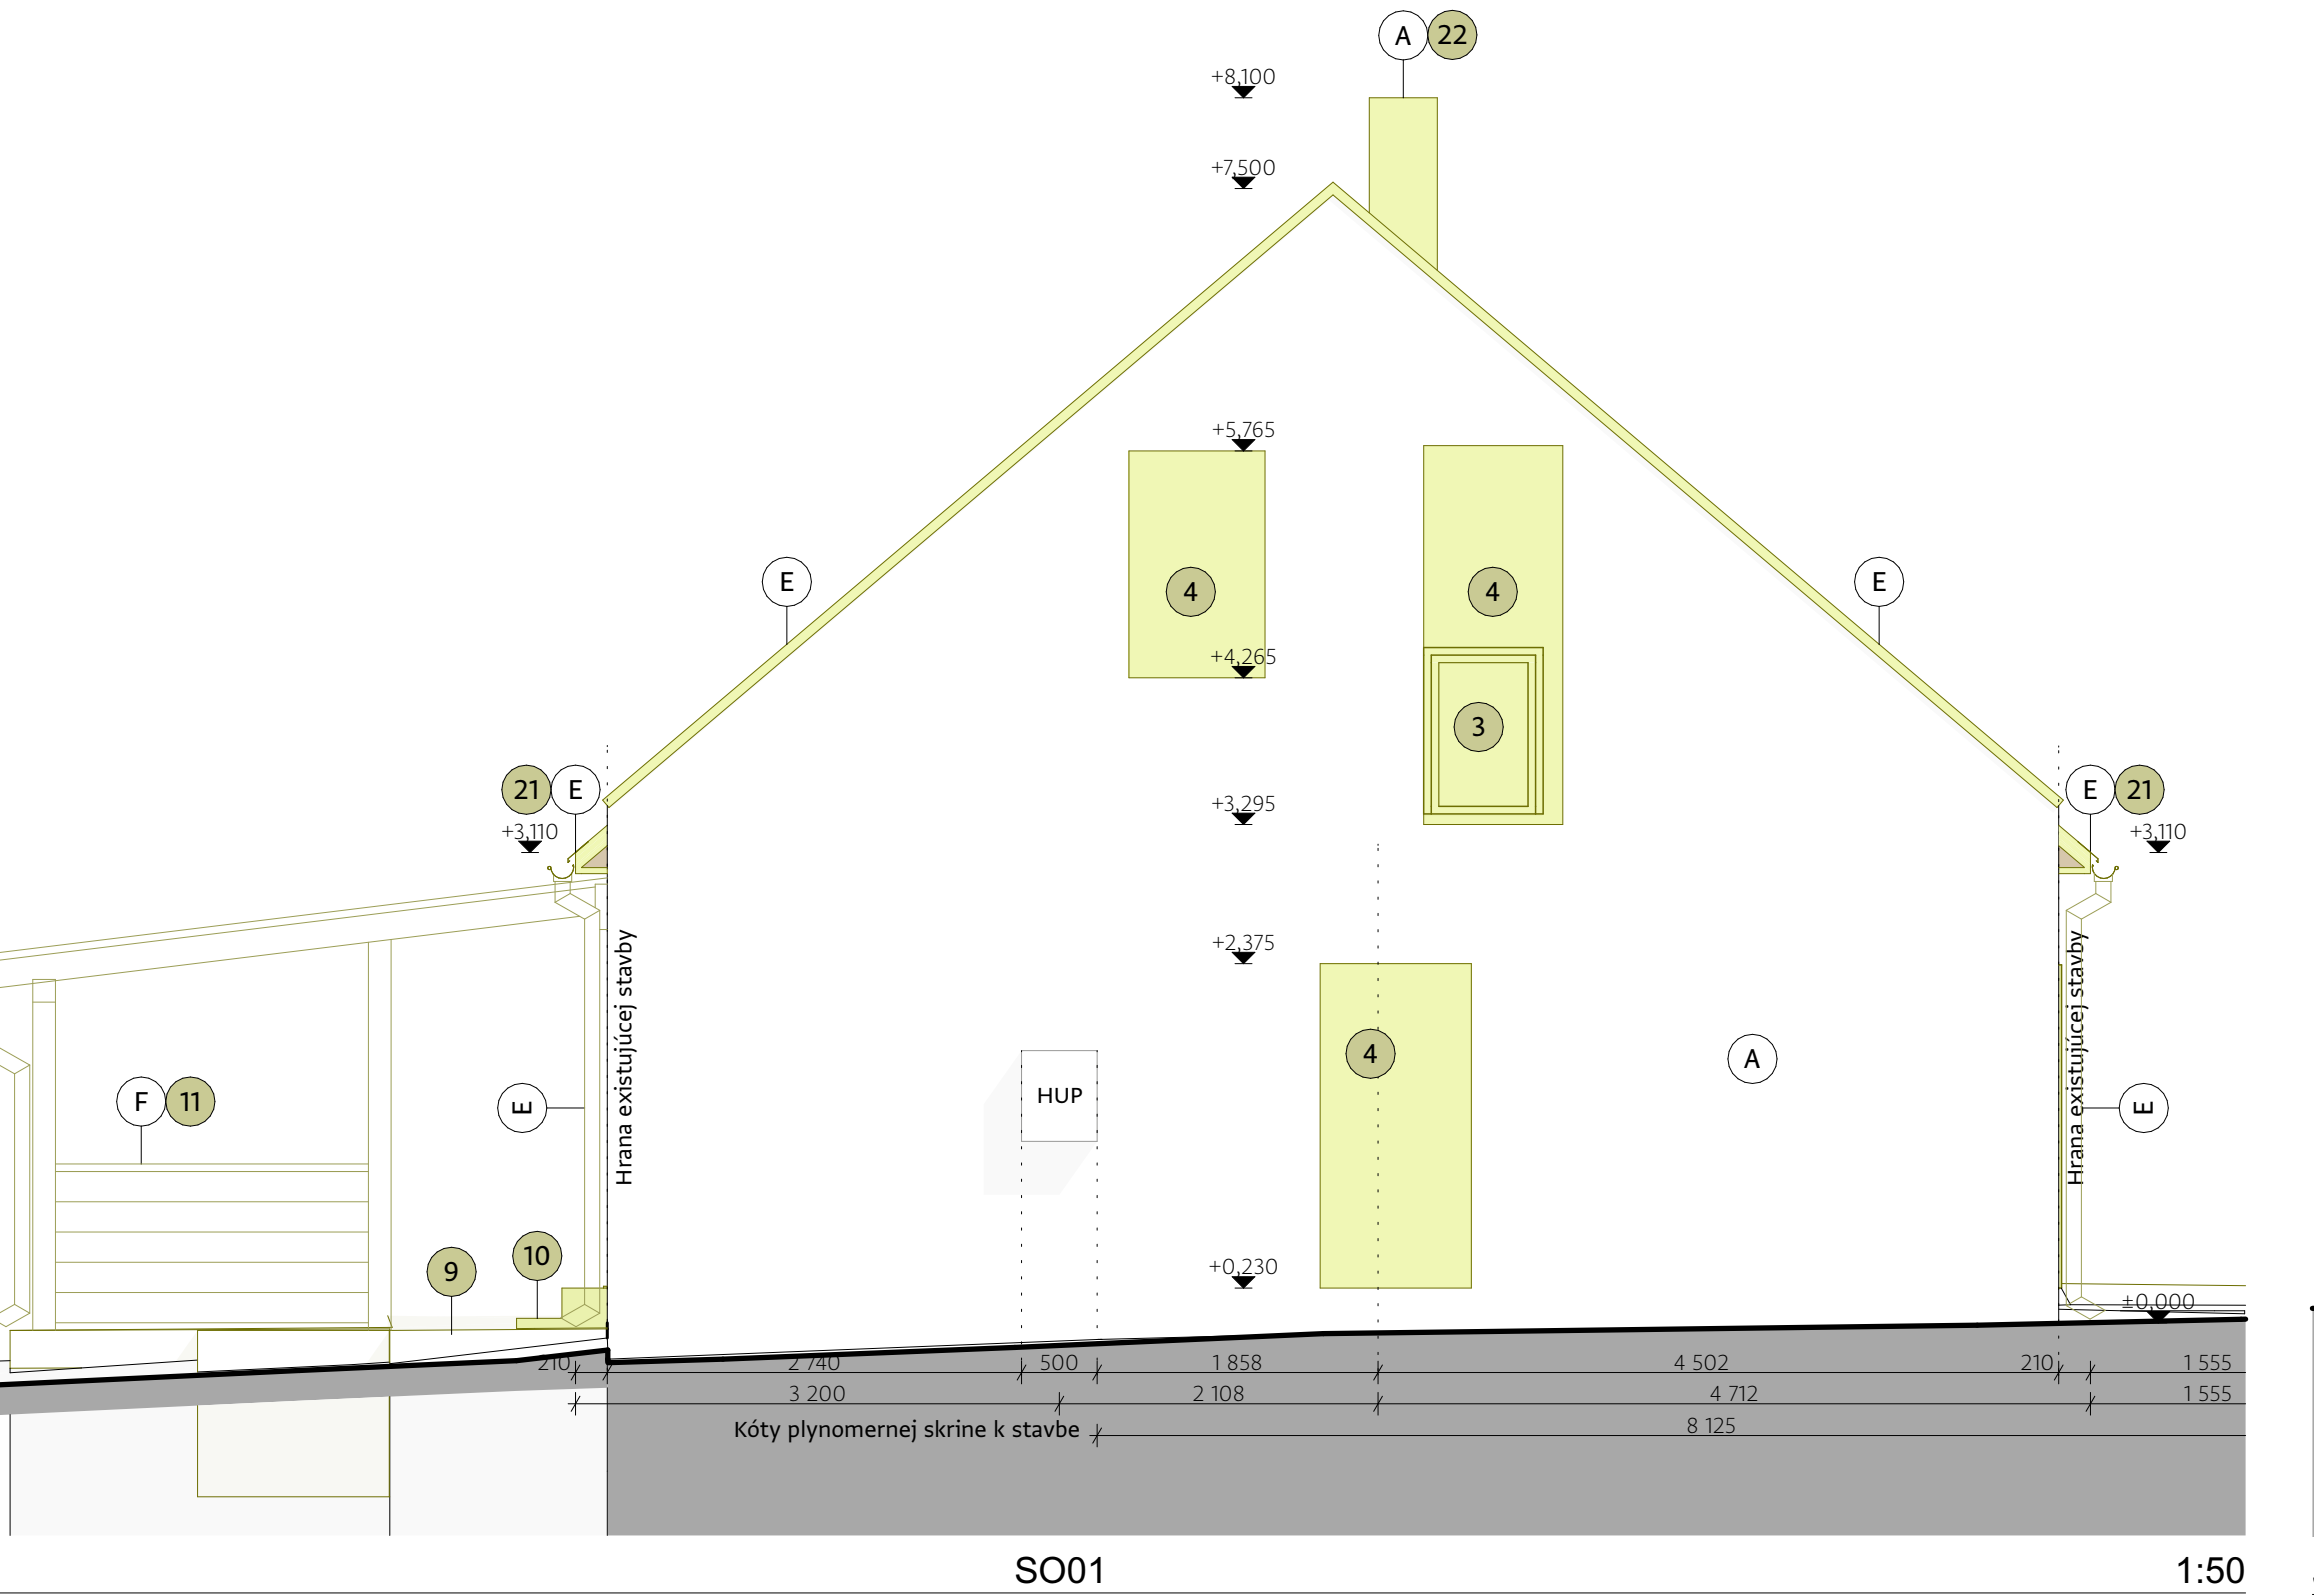 A 22
+8,100
+7,500
+5,765
E
E
4
4
+4,265
3
21 E
E 21
+3,295
+3,110
+3,110
+2,375
Hrana existujúcej stavby
Hrana existujúcej stavby
4
A
HUP
F 11
E
E
10
9
+0,230
±0,000
210 2 740 500 1 858 4 502 210 1 555
3 200 2 108 4 712 1 555
Kóty plynomernej skrine k stavbe 8 125
SO01 1:50